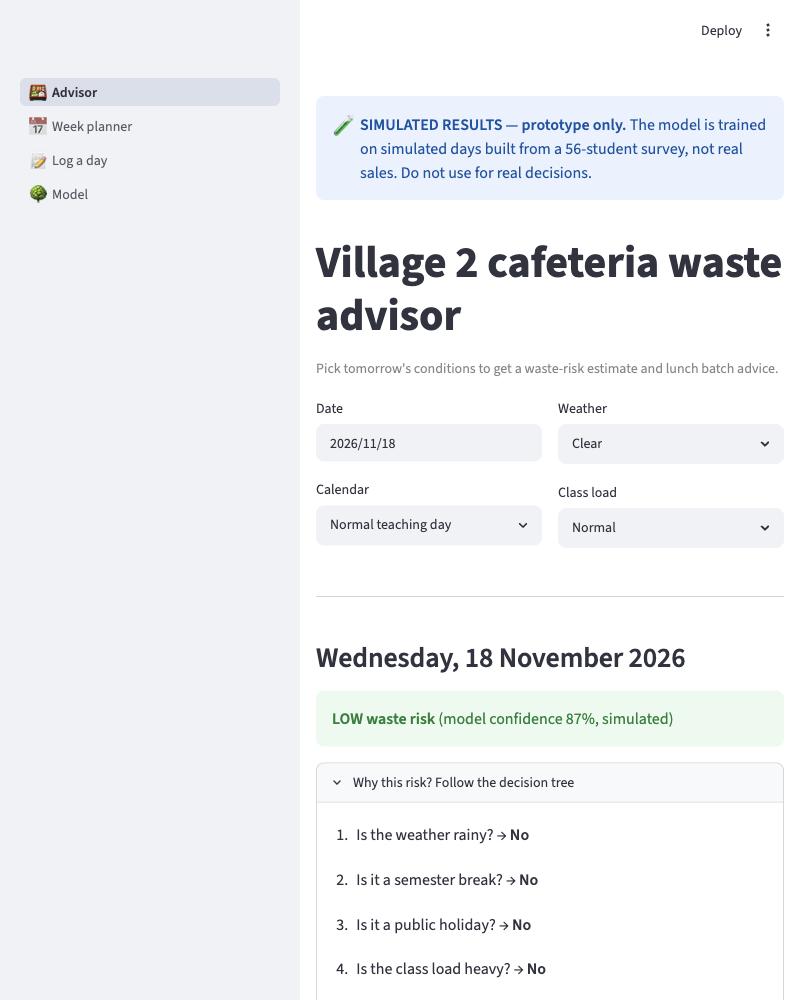 Deploy
Advisor
Week planner
Log a day
Model
SIMULATED RESULTS — prototype only. The model is trained
on simulated days built from a 56-student survey, not real
sales. Do not use for real decisions.
Village 2 cafeteria waste
advisor
Pick tomorrow's conditions to get a waste-risk estimate and lunch batch advice.
Date
Weather
2026/11/18
Clear
Calendar
Class load
Normal teaching day
Normal
Wednesday, 18 November 2026
LOW waste risk (model confidence 87%, simulated)
Why this risk? Follow the decision tree
1. Is the weather rainy? → No
2. Is it a semester break? → No
3. Is it a public holiday? → No
4. Is the class load heavy? → No